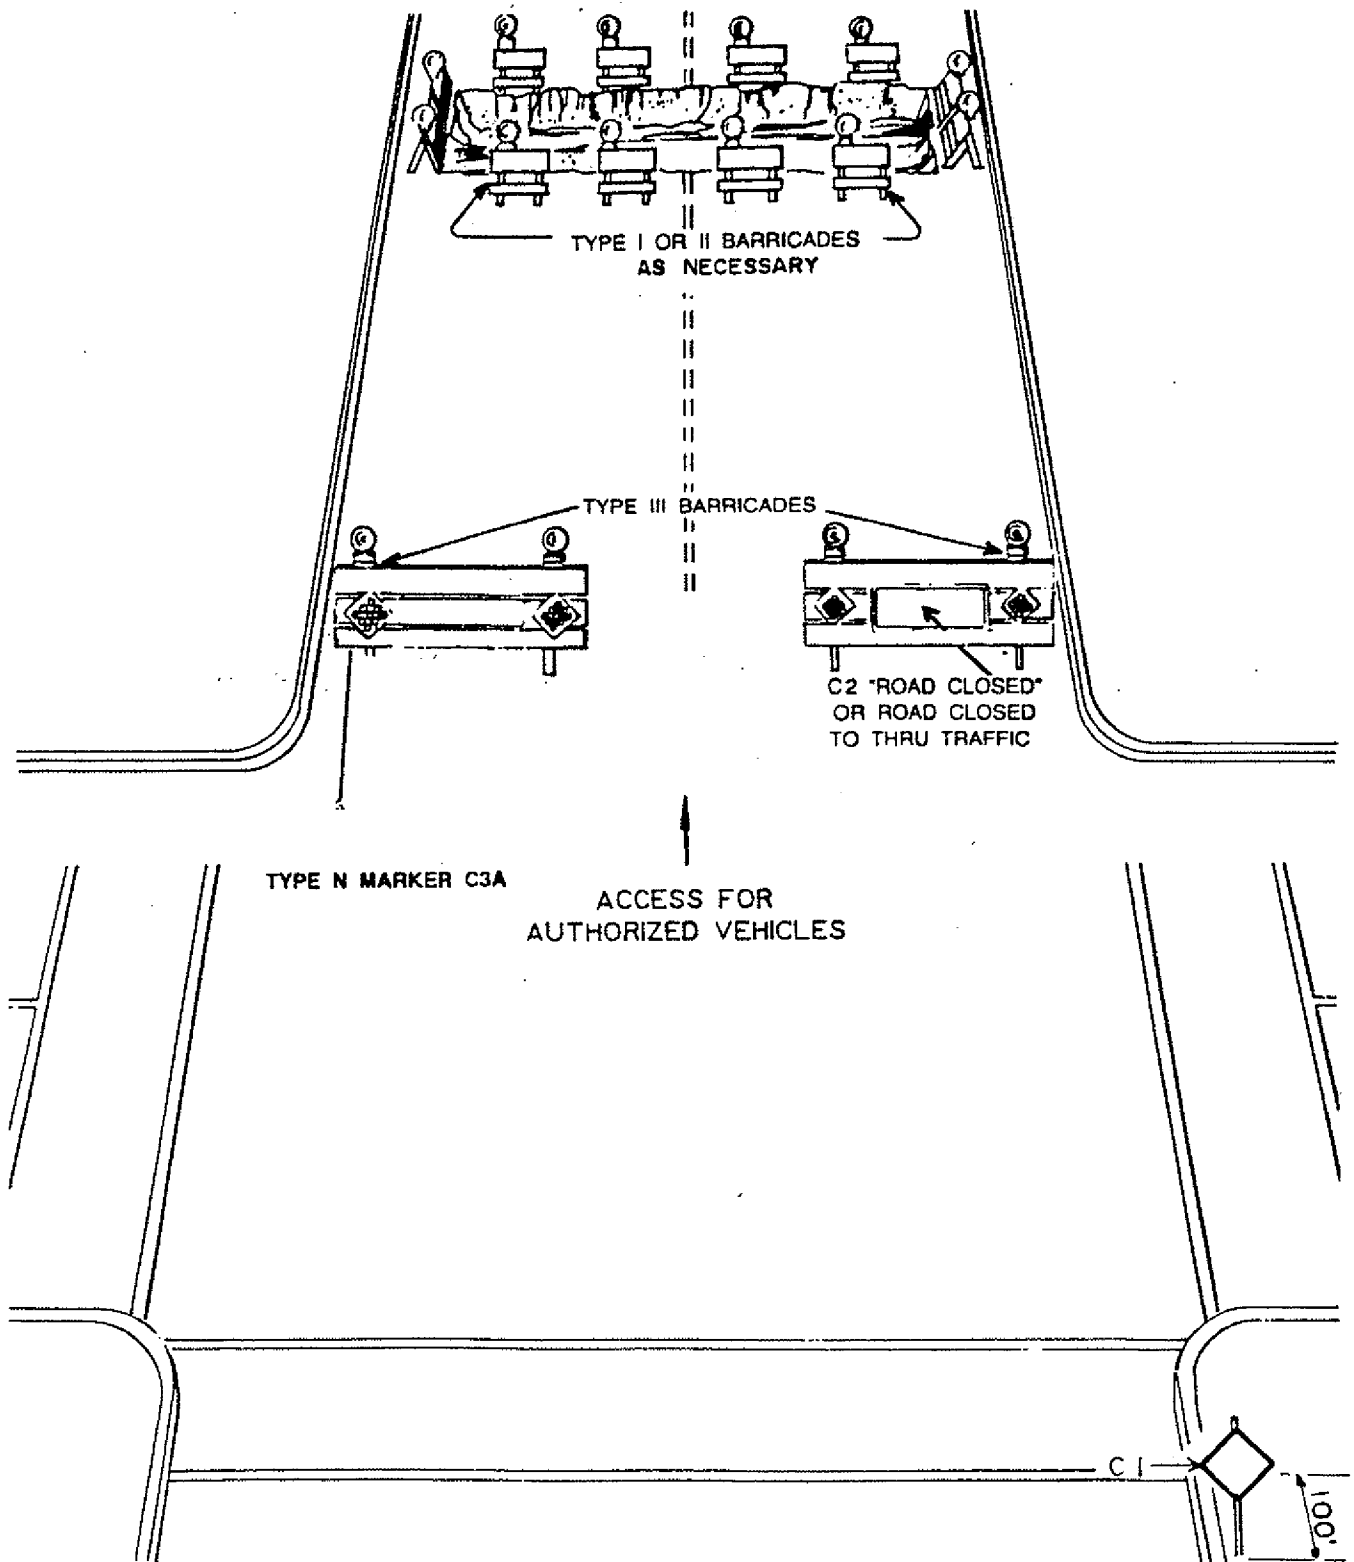 TYPE I OR II BARRICADES
AS NECESSARY
TYPE III BARRICADES
C2 "ROAD CLOSED"
OR ROAD CLOSED
TO THRU TRAFFIC
TYPE N MARKER C3A
ACCESS FOR
AUTHORIZED VEHICLES
C 1
100'